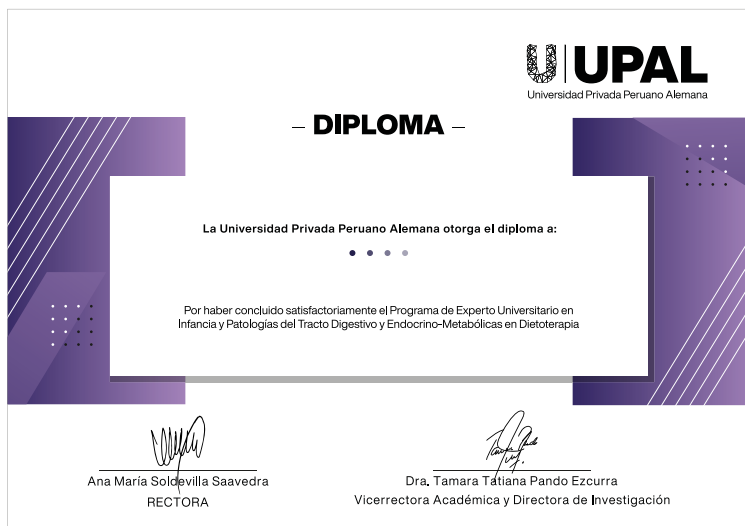 UPAL
Universidad Privada Peruano Alemana
– DIPLOMA –
La Universidad Privada Peruano Alemana otorga el diploma a:
Por haber concluido satisfactoriamente el Programa de Experto Universitario en
Infancia y Patologías del Tracto Digestivo y Endocrino-Metabólicas en Dietoterapia
Ana María Soldevilla Saavedra
RECTORA
Dra. Tamara Tatiana Pando Ezcurra
Vicerrectora Académica y Directora de Investigación